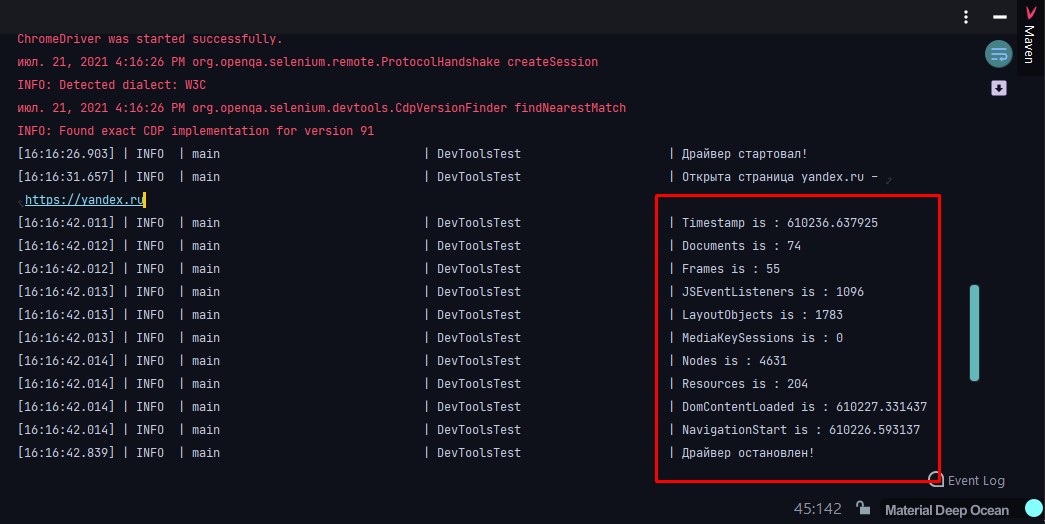 ChromeDriver was started successfully.
июл. 21, 2021 4:16:26 PM org.openqa.selenium.remote.ProtocolHandshake createSession
INFO: Detected dialect: W3C
июл. 21, 2021 4:16:26 PM org.openqa.selenium.devtools.CdpVersionFinder findNearestMatch
INFO: Found exact CDP implementation for version 91
[16:16:26.903] | INFO | main | DevToolsTest | Драйвер стартовал!
[16:16:31.657] | INFO | main | DevToolsTest | Открыта страница yandex.ru –
https://yandex.ru
[16:16:42.011] | INFO | main | DevToolsTest | Timestamp is : 610236.637925
[16:16:42.012] | INFO | main | DevToolsTest | Documents is : 74
[16:16:42.012] | INFO | main | DevToolsTest | Frames is : 55
[16:16:42.013] | INFO | main | DevToolsTest | JSEventListeners is : 1096
[16:16:42.013] | INFO | main | DevToolsTest | LayoutObjects is : 1783
[16:16:42.013] | INFO | main | DevToolsTest | MediaKeySessions is : 0
[16:16:42.014] | INFO | main | DevToolsTest | Nodes is : 4631
[16:16:42.014] | INFO | main | DevToolsTest | Resources is : 204
[16:16:42.014] | INFO | main | DevToolsTest | DomContentLoaded is : 610227.331437
[16:16:42.014] | INFO | main | DevToolsTest | NavigationStart is : 610226.593137
[16:16:42.839] | INFO | main | DevToolsTest | Драйвер остановлен!
Maven
Event Log
45:142 Material Deep Ocean